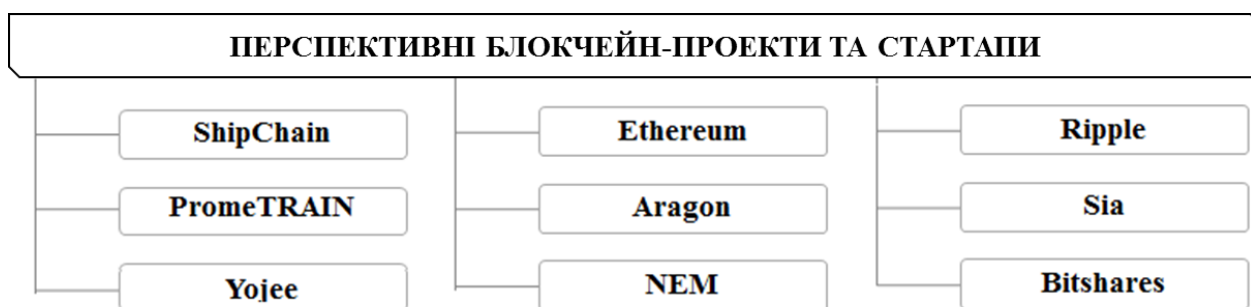 ПЕРСПЕКТИВНІ БЛОКЧЕЙН-ПРОЕКТИ ТА СТАРТАПИ
ShipChain
Ethereum
Ripple
PromeTRAIN
Aragon
Sia
Yojee
NEM
Bitshares